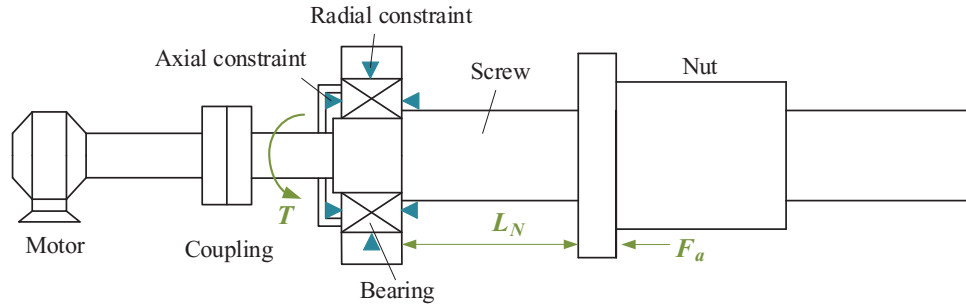 Radial constraint
Axial constraint
Screw
Nut
T
L_N
F_a
Motor
Coupling
Bearing